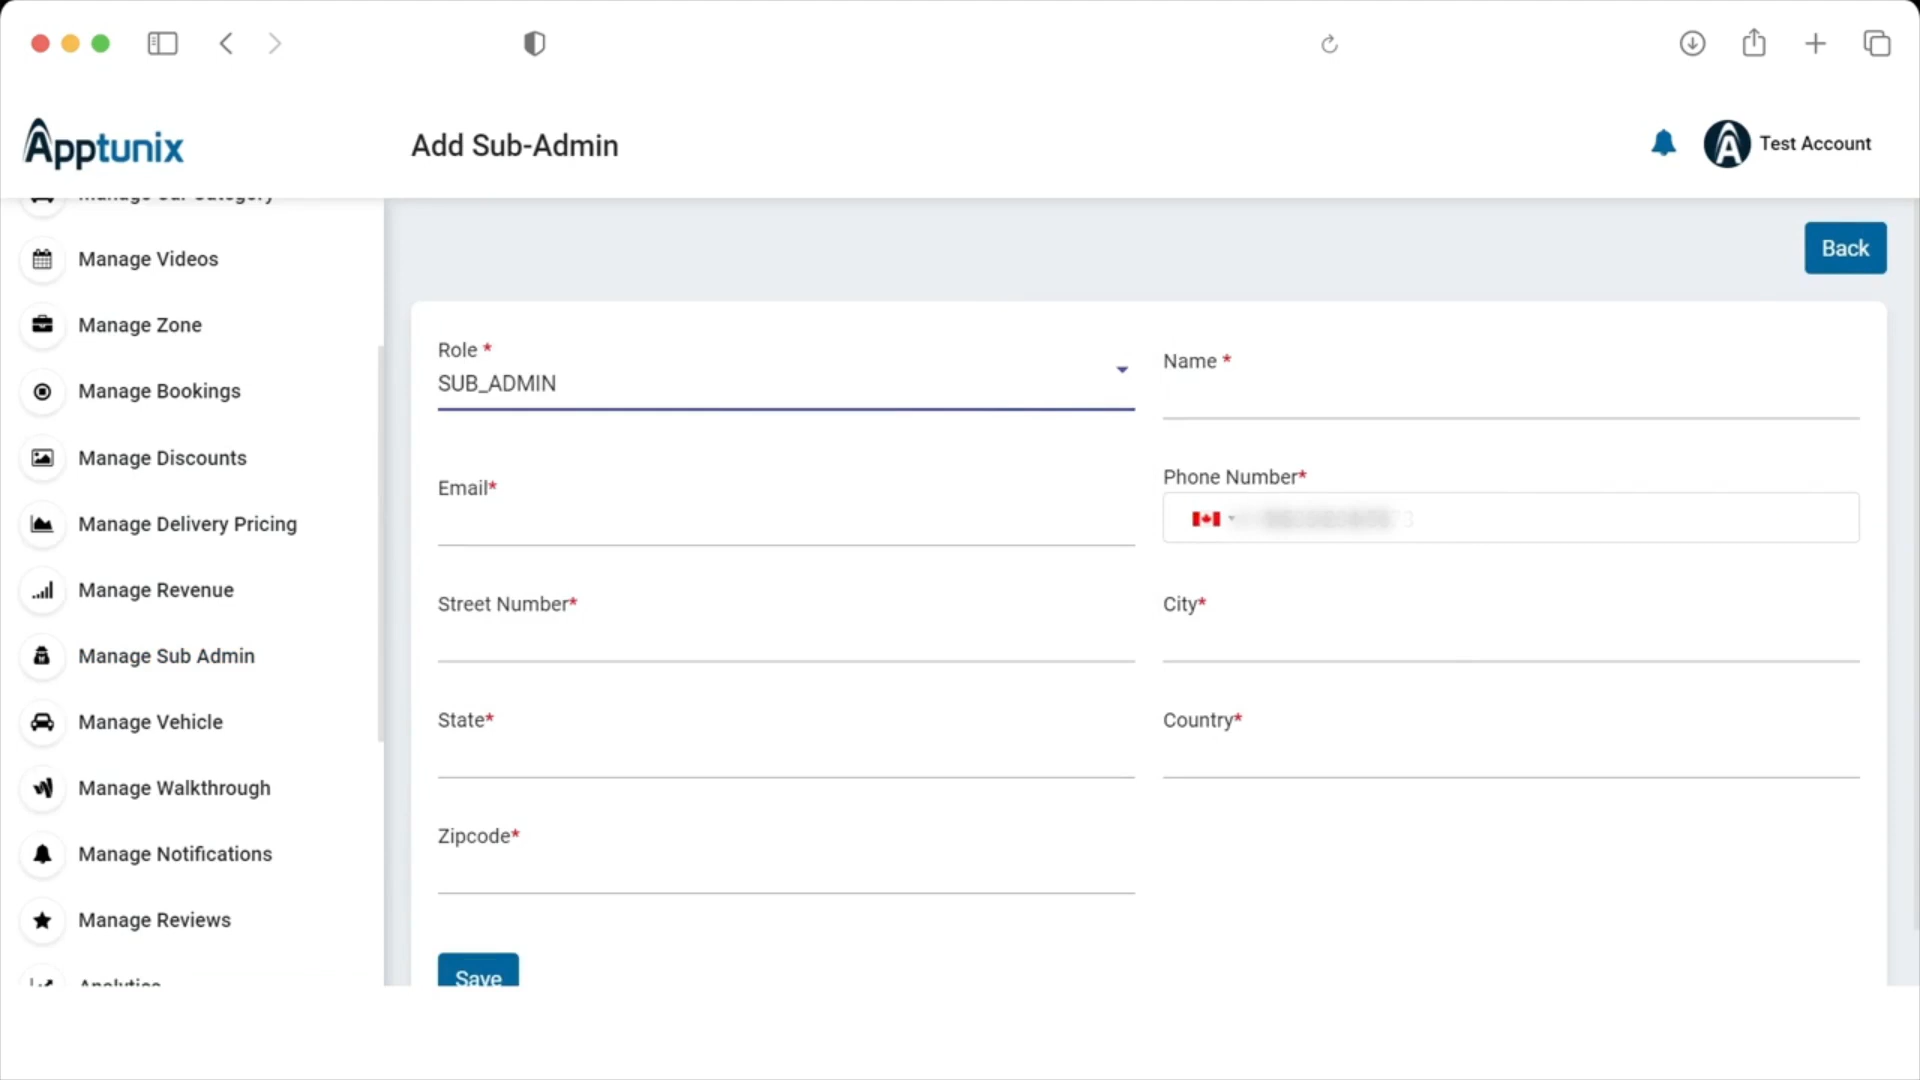 Apptunix
Add Sub-Admin
Test Account
Manage Videos
Manage Zone
Manage Bookings
Manage Discounts
Manage Delivery Pricing
Manage Revenue
Manage Sub Admin
Manage Vehicle
Manage Walkthrough
Manage Notifications
Manage Reviews
Analytics
Back
Role *
SUB_ADMIN
Name *
Email*
Phone Number*
Street Number*
City*
State*
Country*
Zipcode*
Save